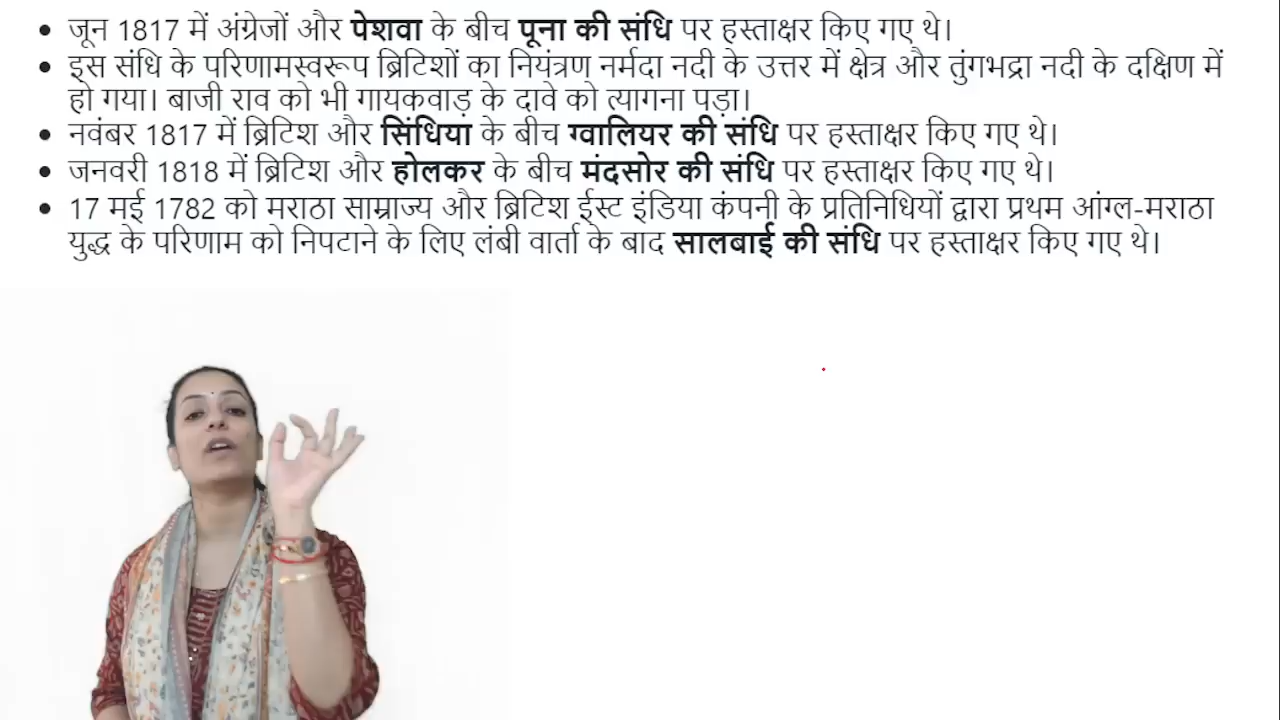 • जून 1817 में अंग्रेजों और पेशवा के बीच पूना की संधि पर हस्ताक्षर किए गए थे।
• इस संधि के परिणामस्वरूप ब्रिटिशों का नियंत्रण नर्मदा नदी के उत्तर में क्षेत्र और तुंगभद्रा नदी के दक्षिण में
हो गया। बाजी राव को भी गायकवाड़ के दावे को त्यागना पड़ा।
• नवंबर 1817 में ब्रिटिश और सिंधिया के बीच ग्वालियर की संधि पर हस्ताक्षर किए गए थे।
• जनवरी 1818 में ब्रिटिश और होलकर के बीच मंदसोर की संधि पर हस्ताक्षर किए गए थे।
• 17 मई 1782 को मराठा साम्राज्य और ब्रिटिश ईस्ट इंडिया कंपनी के प्रतिनिधियों द्वारा प्रथम आंग्ल-मराठा
युद्ध के परिणाम को निपटाने के लिए लंबी वार्ता के बाद सालबाई की संधि पर हस्ताक्षर किए गए थे।